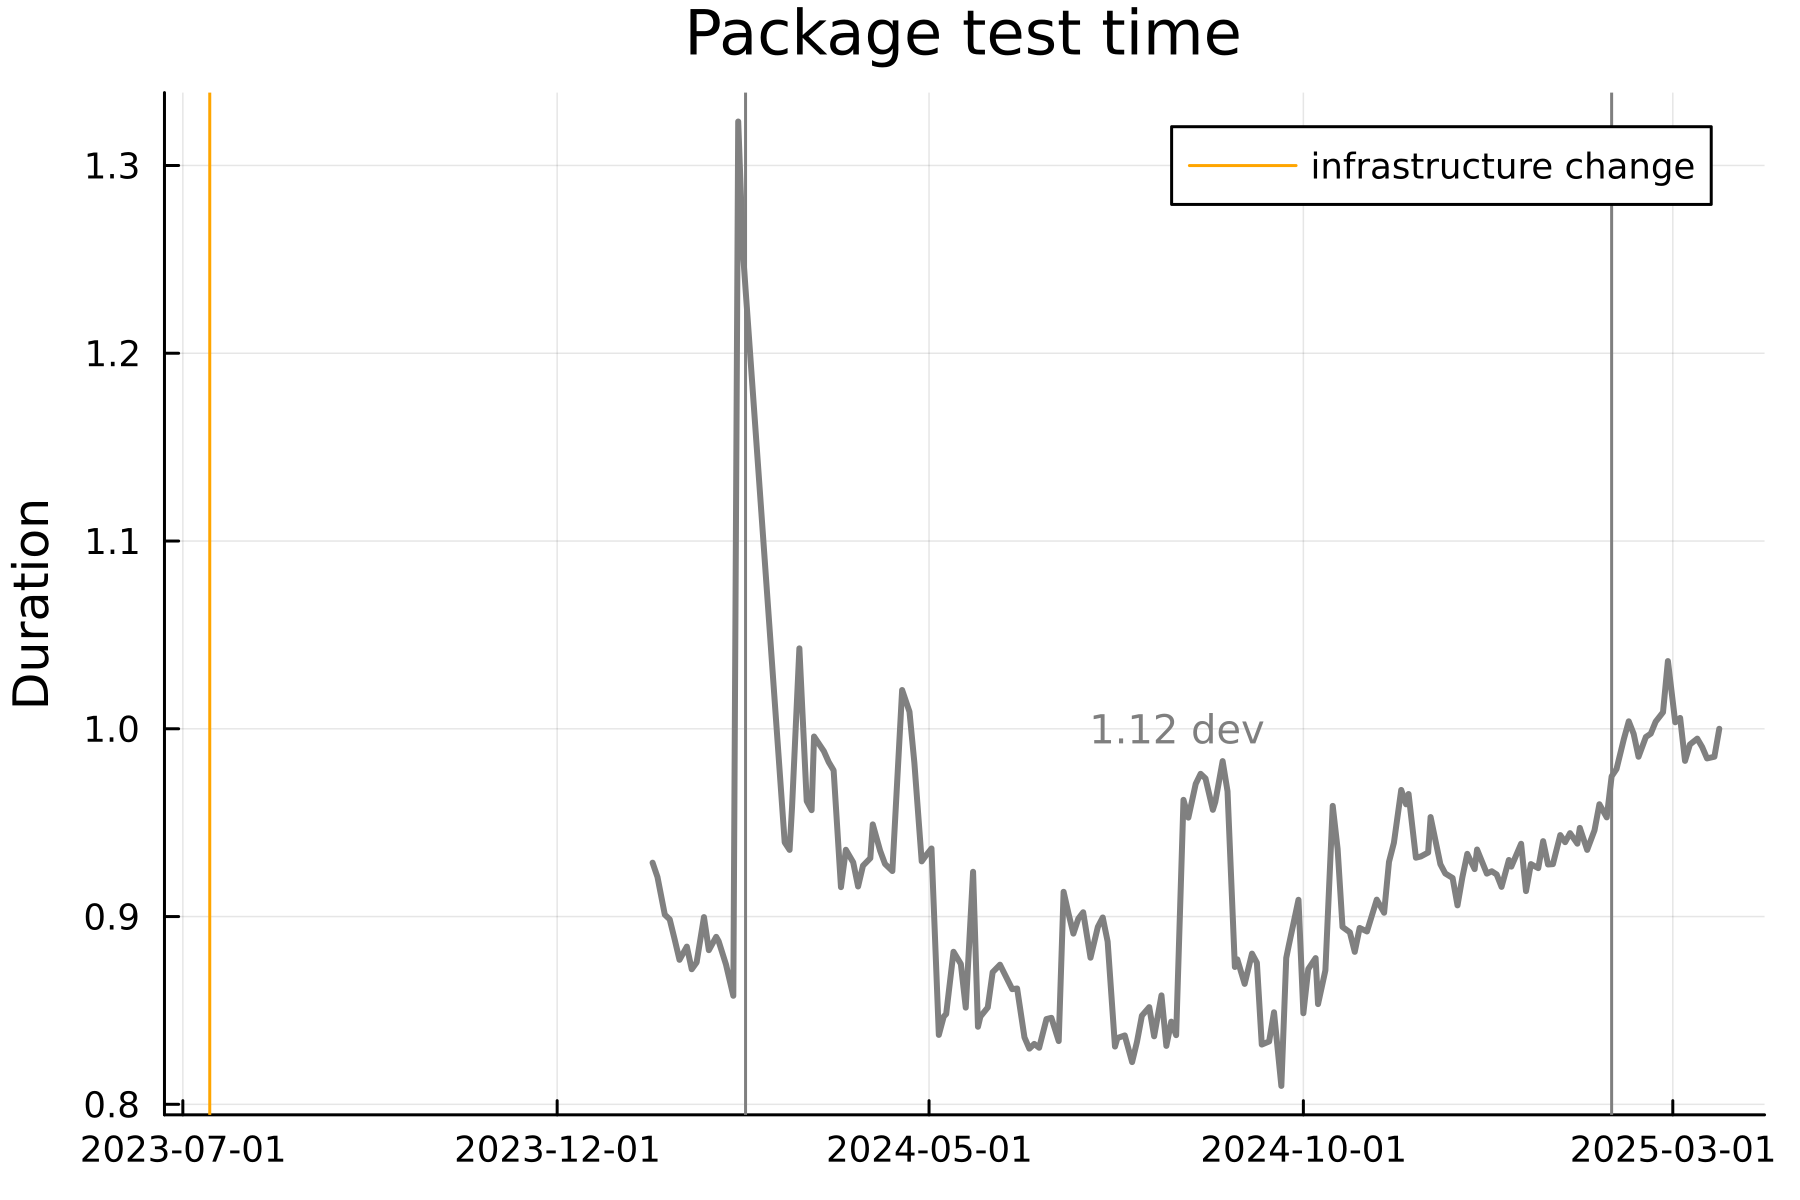 Package test time
infrastructure change
1.3
1.2
1.1
1.0
0.9
0.8
Duration
1.12 dev
2023-07-01
2023-12-01
2024-05-01
2024-10-01
2025-03-01